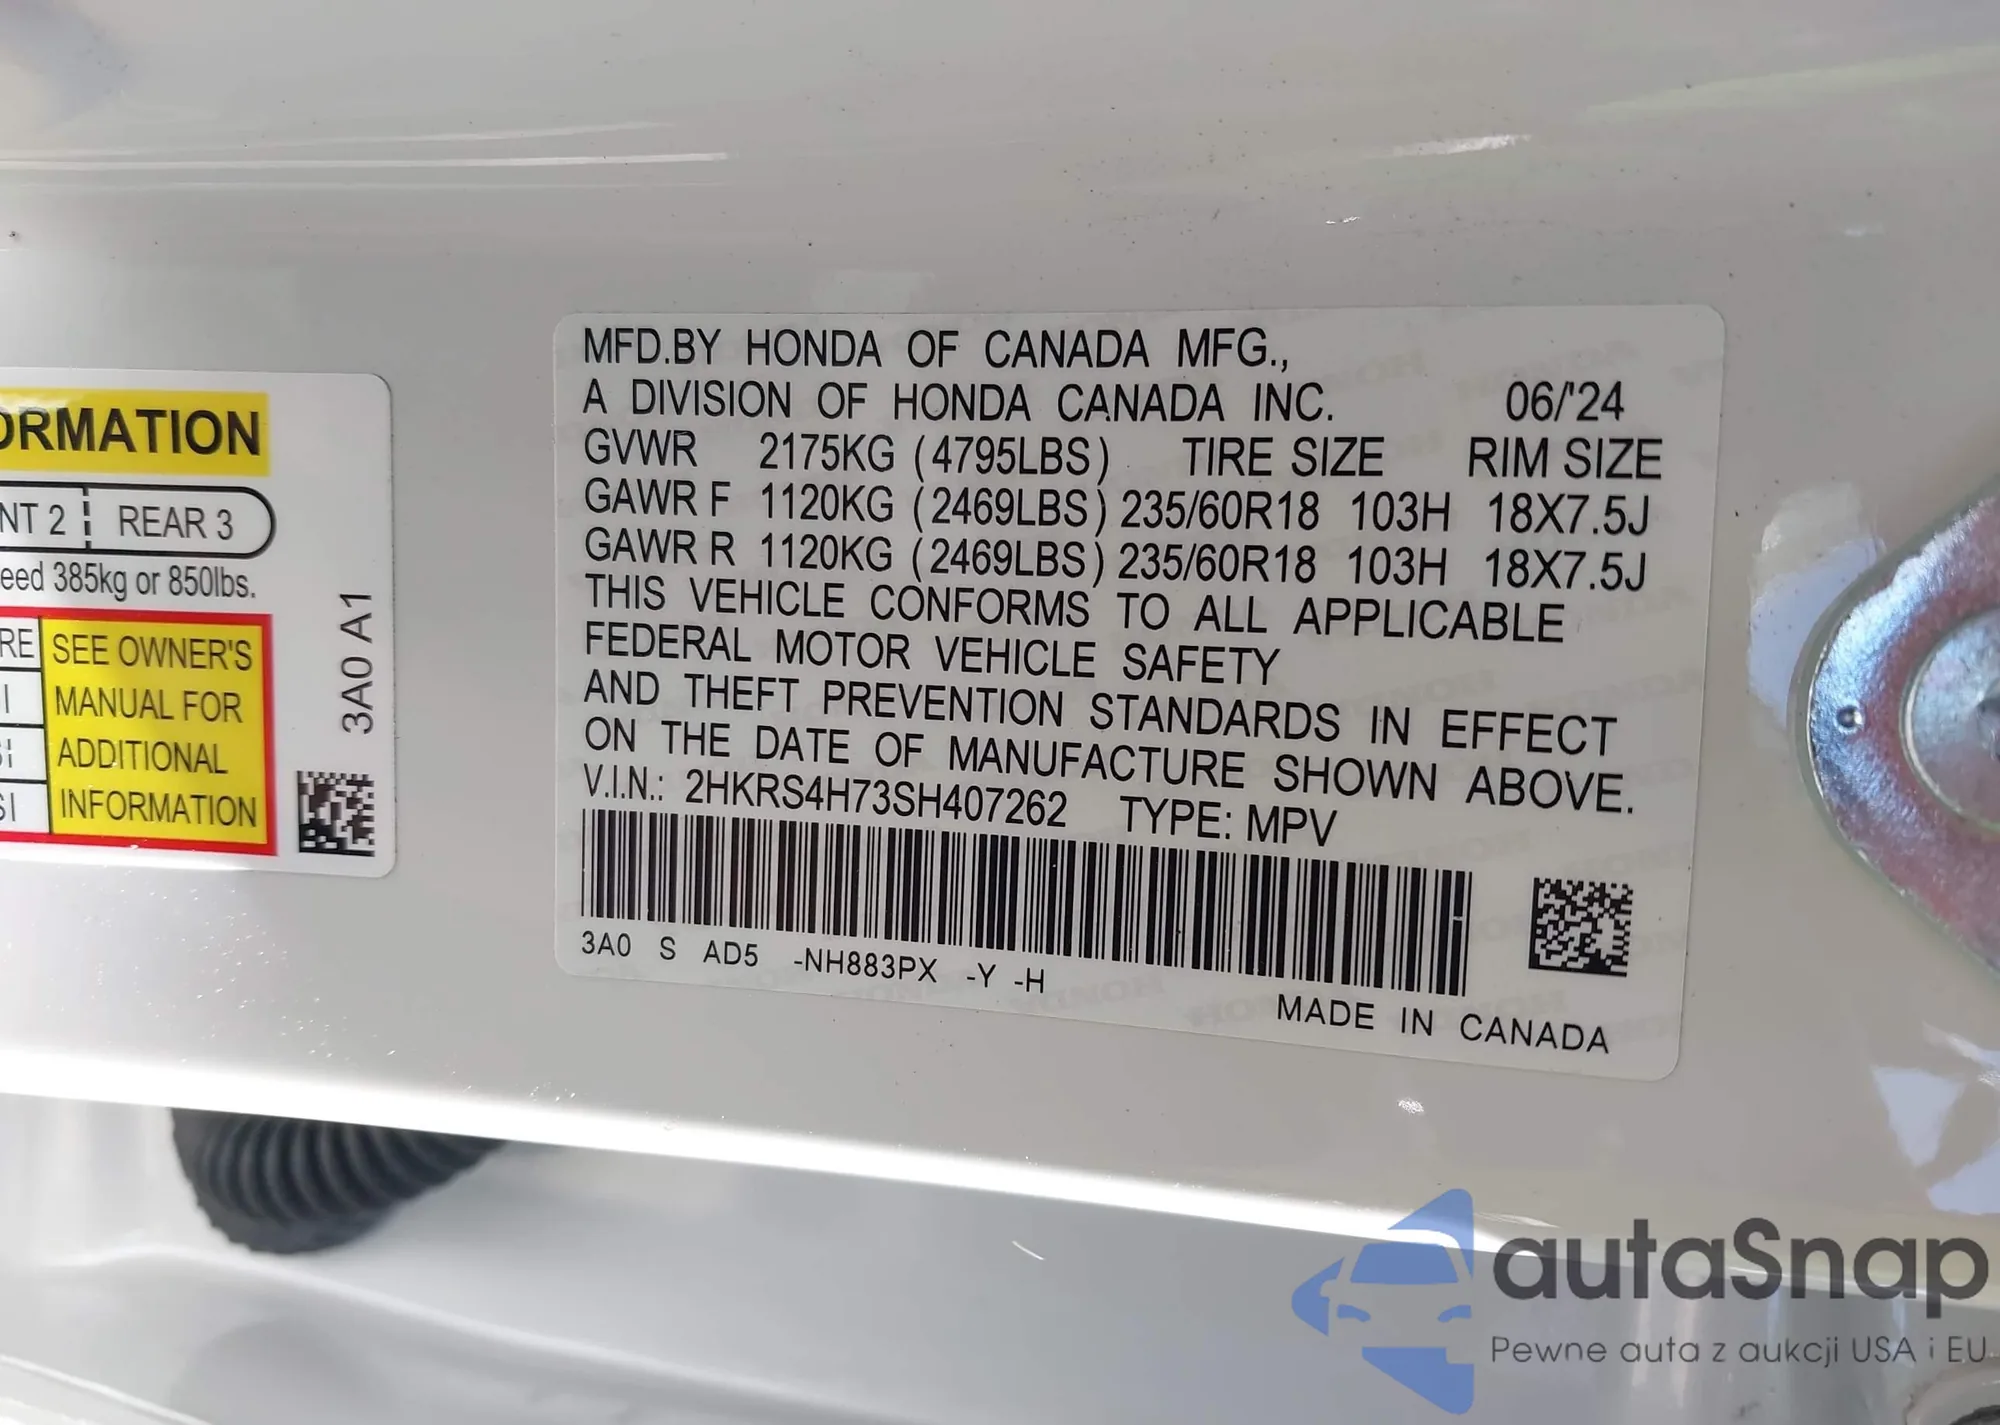 ORMATION
NT 2 REAR 3
eed 385kg or 850lbs.
RE
SEE OWNER'S
MANUAL FOR
ADDITIONAL
INFORMATION
SI
3A0 A1
MFD.BY HONDA OF CANADA MFG.,
A DIVISION OF HONDA CANADA INC. 06/'24
GVWR 2175KG (4795LBS) TIRE SIZE RIM SIZE
GAWR F 1120KG (2469LBS) 235/60R18 103H 18X7.5J
GAWR R 1120KG (2469LBS) 235/60R18 103H 18X7.5J
THIS VEHICLE CONFORMS TO ALL APPLICABLE
FEDERAL MOTOR VEHICLE SAFETY
AND THEFT PREVENTION STANDARDS IN EFFECT
ON THE DATE OF MANUFACTURE SHOWN ABOVE.
V.I.N.: 2HKRS4H73SH407262 TYPE: MPV
3A0 S AD5 -NH883PX -Y -H
MADE IN CANADA
autaSnap
Pewne auta z aukcji USA i EU